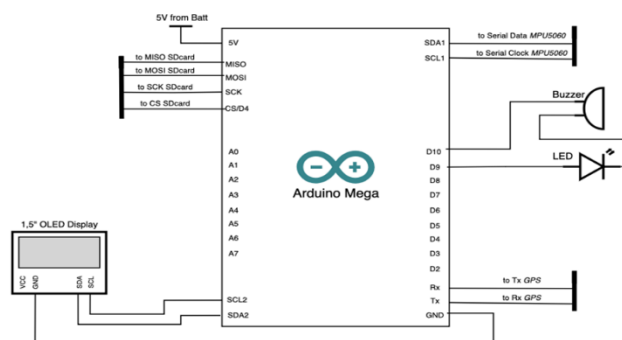 5V from Batt
5V
to MISO SDcard
MISO
to MOSI SDcard
MOSI
to SCK SDcard
SCK
to CS SDcard
CS/D4
A0
A1
A2
A3
A4
A5
A6
A7
SCL2
SDA2
Arduino Mega
SDA1
to Serial Data MPU5060
SCL1
to Serial Clock MPU5060
Buzzer
D10
LED
D9
D8
D7
D6
D5
D4
D3
D2
Rx
to Tx GPS
Tx
to Rx GPS
GND
1,5" OLED Display
VCC
GND
SDA
SCL